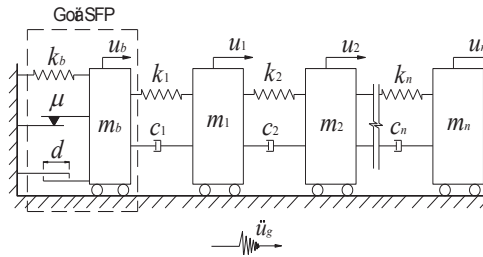 GoăSFP
u_b u_1 u_2 u_n
k_b k_1 k_2 k_n
μ
m_b m_1 m_2 m_n
c_1 c_2 c_n
d
ü_g